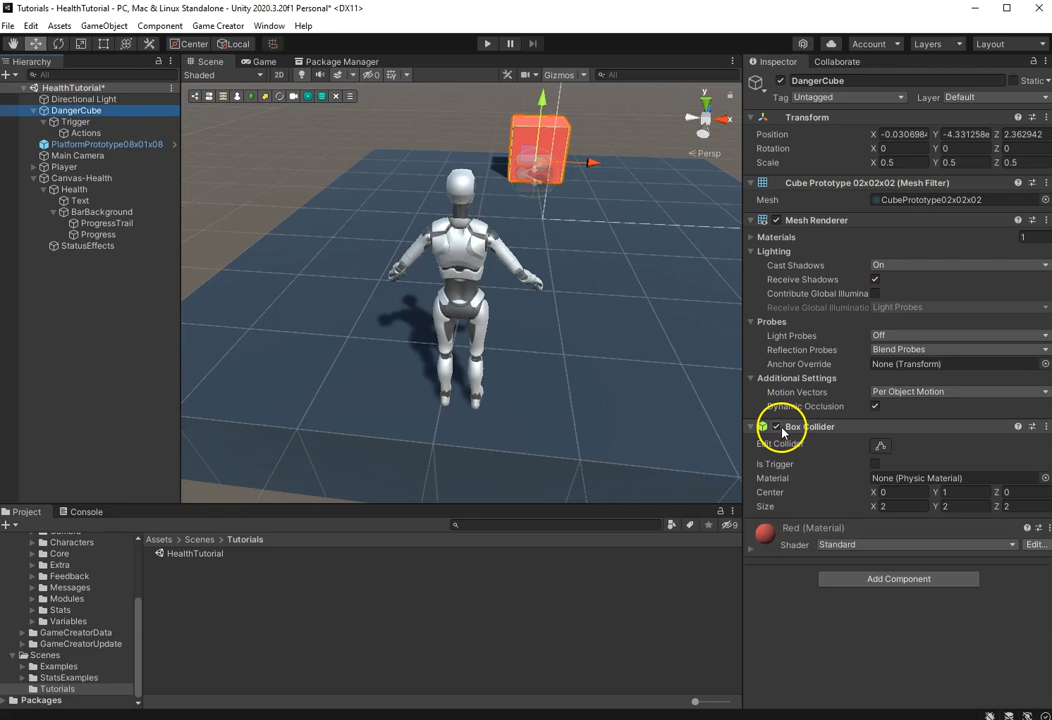 Tutorials - HealthTutorial - PC, Mac & Linux Standalone - Unity 2020.3.20f1 Personal* <DX11>
File Edit Assets GameObject Component Game Creator Window Help
Center Local Account Layers Layout
Hierarchy
All
HealthTutorial*
Directional Light
DangerCube
Trigger
Actions
PlatformPrototype08x01x08
Main Camera
Player
Canvas-Health
Health
Text
BarBackground
ProgressTrail
Progress
StatusEffects
Scene Game Package Manager
Shaded 2D Gizmos All
y
x
Persp
Inspector Collaborate
DangerCube Static
Tag Untagged Layer Default
Transform
Position X -0.030698 Y -4.331258e Z 2.362942
Rotation X 0 Y 0 Z 0
Scale X 0.5 Y 0.5 Z 0.5
Cube Prototype 02x02x02 (Mesh Filter)
Mesh CubePrototype02x02x02
Mesh Renderer
Materials 1
Lighting
Cast Shadows On
Receive Shadows
Contribute Global Illumina
Receive Global Illuminatic Light Probes
Probes
Light Probes Off
Reflection Probes Blend Probes
Anchor Override None (Transform)
Additional Settings
Motion Vectors Per Object Motion
Dynamic Occlusion
Box Collider
Edit Collider
Is Trigger
Material None (Physic Material)
Center X 0 Y 1 Z 0
Size X 2 Y 2 Z 2
Red (Material)
Shader Standard Edit...
Add Component
Project Console
9
Characters
Core
Extra
Feedback
Messages
Modules
Stats
Variables
GameCreatorData
GameCreatorUpdate
Scenes
Examples
StatsExamples
Tutorials
Packages
Assets > Scenes > Tutorials
HealthTutorial